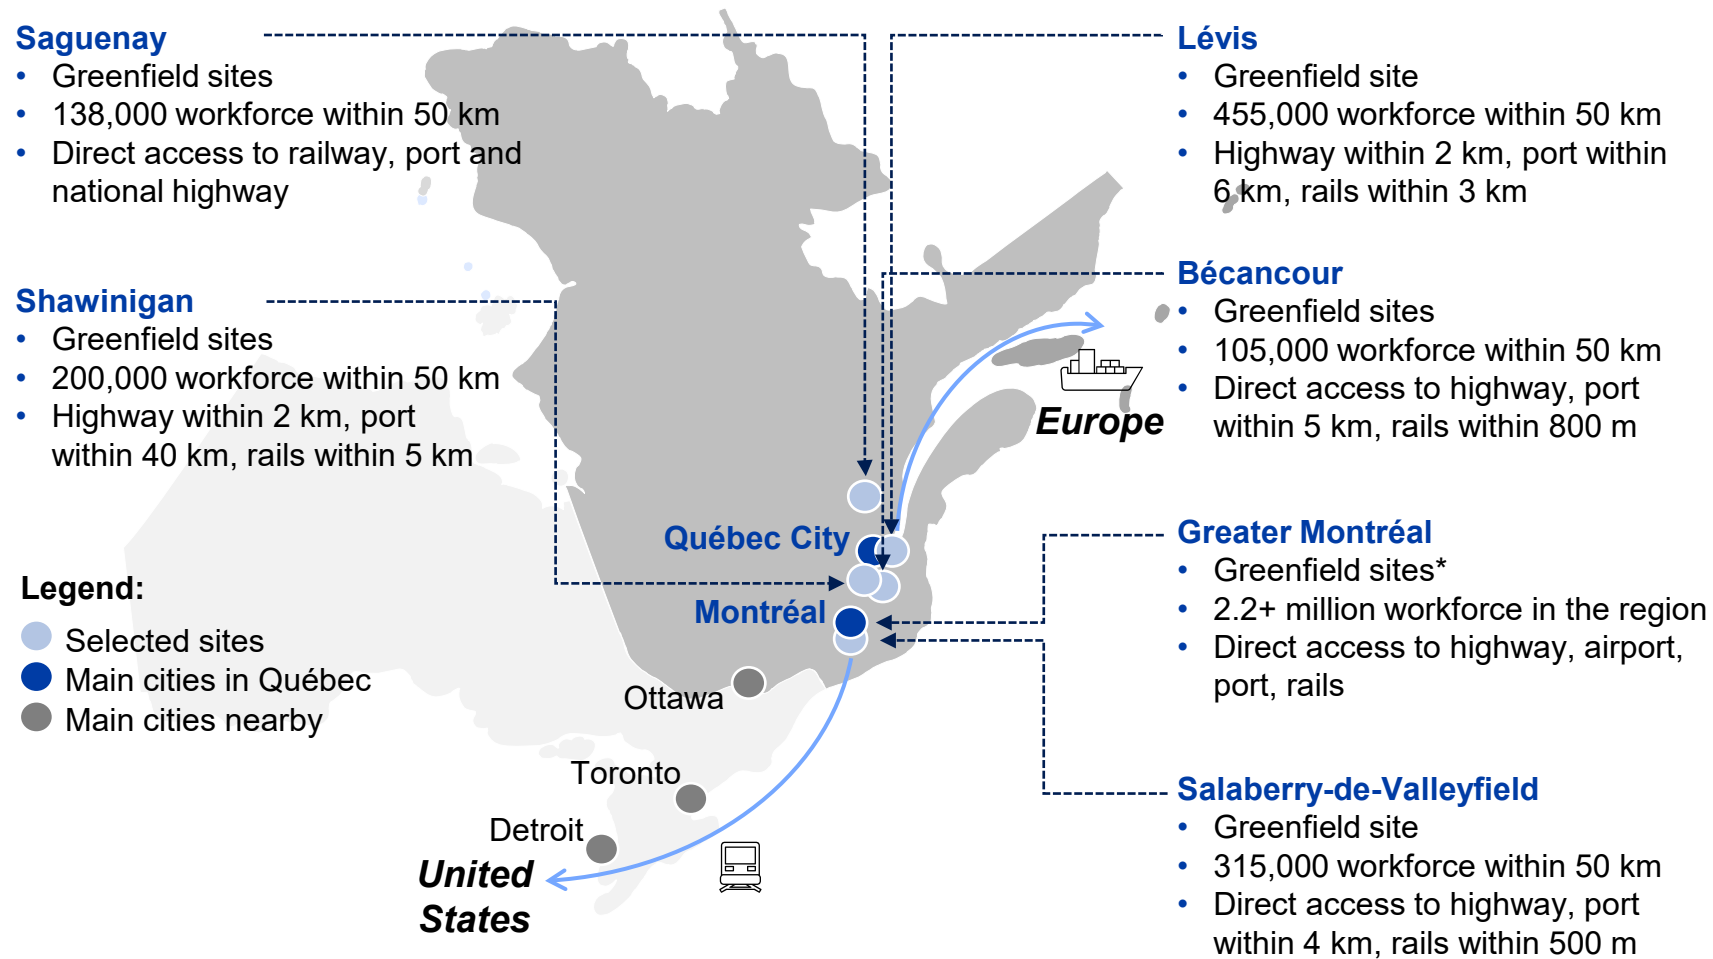 Saguenay
• Greenfield sites
• 138,000 workforce within 50 km
• Direct access to railway, port and
national highway
Shawinigan
• Greenfield sites
• 200,000 workforce within 50 km
• Highway within 2 km, port
within 40 km, rails within 5 km
Legend:
Selected sites
Main cities in Québec
Main cities nearby
Québec City
Montréal
Ottawa
Toronto
Detroit
United
States
Europe
Lévis
• Greenfield site
• 455,000 workforce within 50 km
• Highway within 2 km, port within
6 km, rails within 3 km
Bécancour
• Greenfield sites
• 105,000 workforce within 50 km
• Direct access to highway, port
within 5 km, rails within 800 m
Greater Montréal
• Greenfield sites*
• 2.2+ million workforce in the region
• Direct access to highway, airport,
port, rails
Salaberry-de-Valleyfield
• Greenfield site
• 315,000 workforce within 50 km
• Direct access to highway, port
within 4 km, rails within 500 m